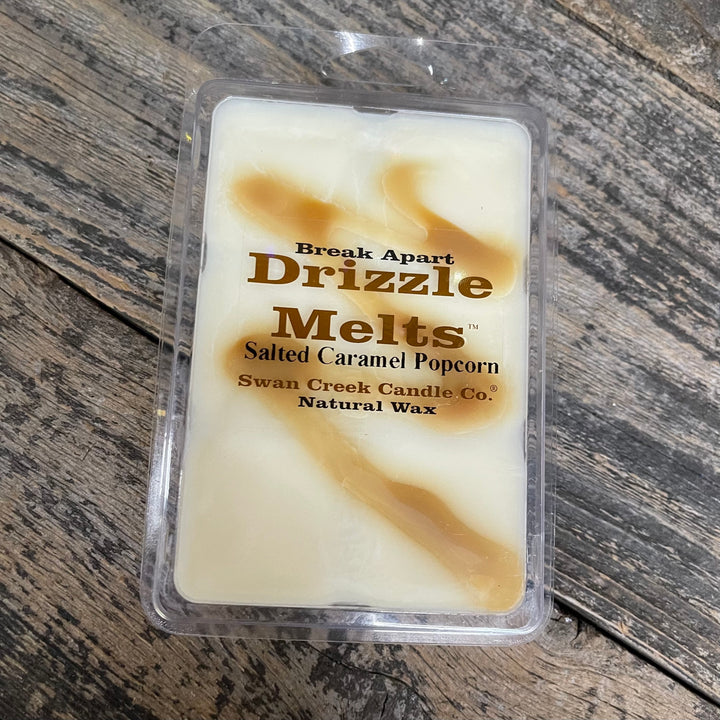 Break Apart
Drizzle
Melts™
Salted Caramel Popcorn
Swan Creek Candle Co.®
Natural Wax